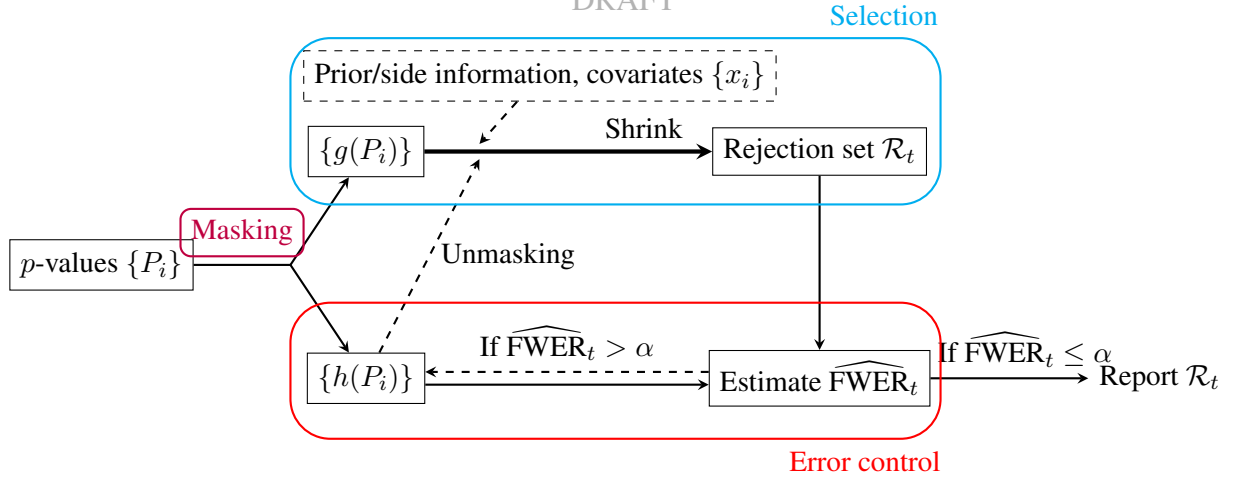 DRAFT
Selection
Prior/side information, covariates {x_i}
Shrink
{g(P_i)}
Rejection set ℛ_t
Masking
p-values {P_i}
Unmasking
If \widehat{FWER}_t > α
If \widehat{FWER}_t ≤ α
{h(P_i)}
Estimate \widehat{FWER}_t
Report ℛ_t
Error control